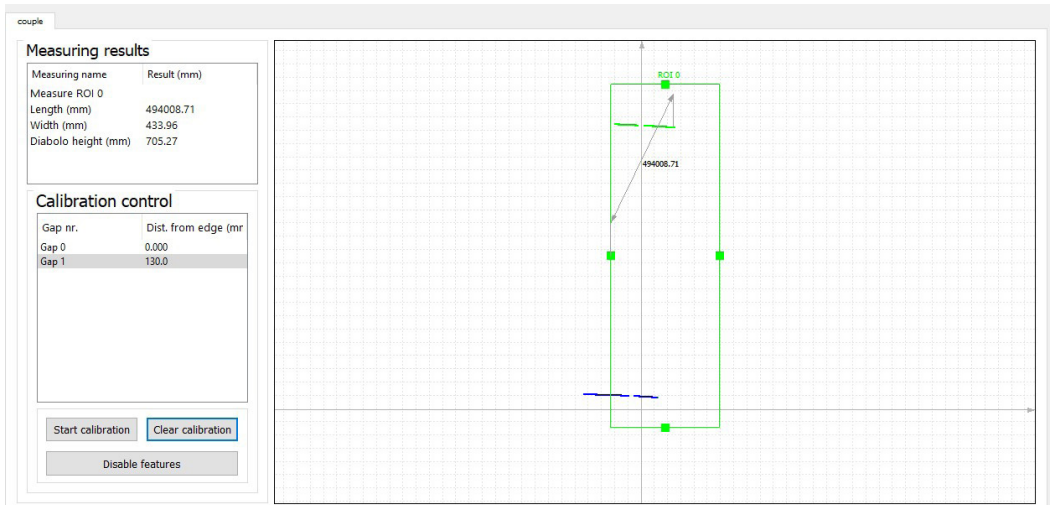 couple
Measuring results
Measuring name Result (mm)
Measure ROI 0
Length (mm) 494008.71
Width (mm) 433.96
Diabolo height (mm) 705.27
Calibration control
Gap nr. Dist. from edge (mr
Gap 0 0.000
Gap 1 130.0
Start calibration Clear calibration
Disable features
ROI 0
494008.71